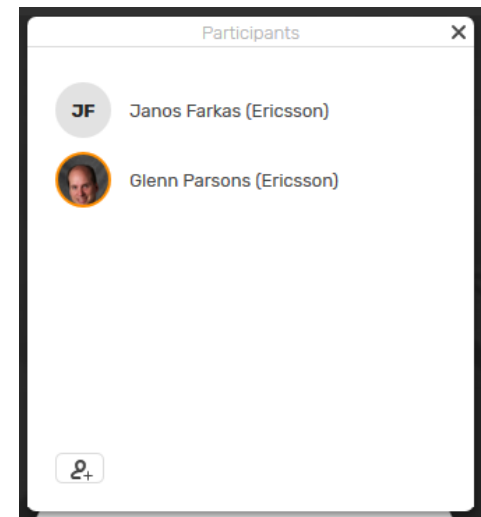 Participants
JF
Janos Farkas (Ericsson)
Glenn Parsons (Ericsson)